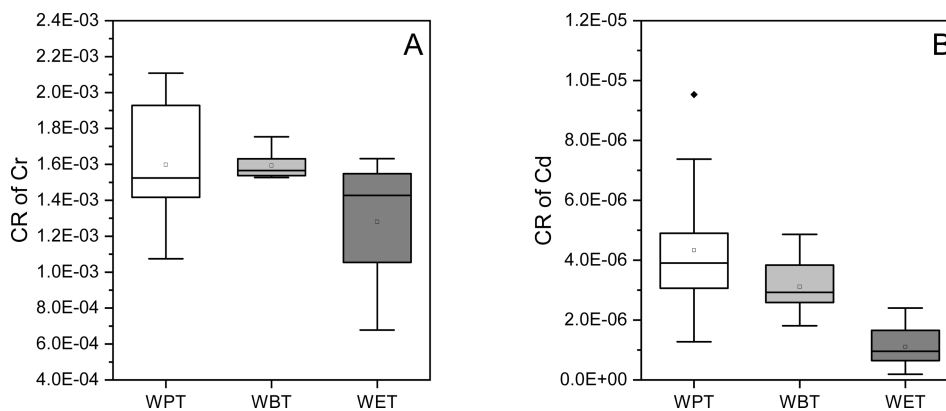 A
CR of Cr
2.4E-03
2.2E-03
2.0E-03
1.8E-03
1.6E-03
1.4E-03
1.2E-03
1.0E-03
8.0E-04
6.0E-04
4.0E-04
WPT WBT WET
B
CR of Cd
1.2E-05
1.0E-05
8.0E-06
6.0E-06
4.0E-06
2.0E-06
0.0E+00
WPT WBT WET